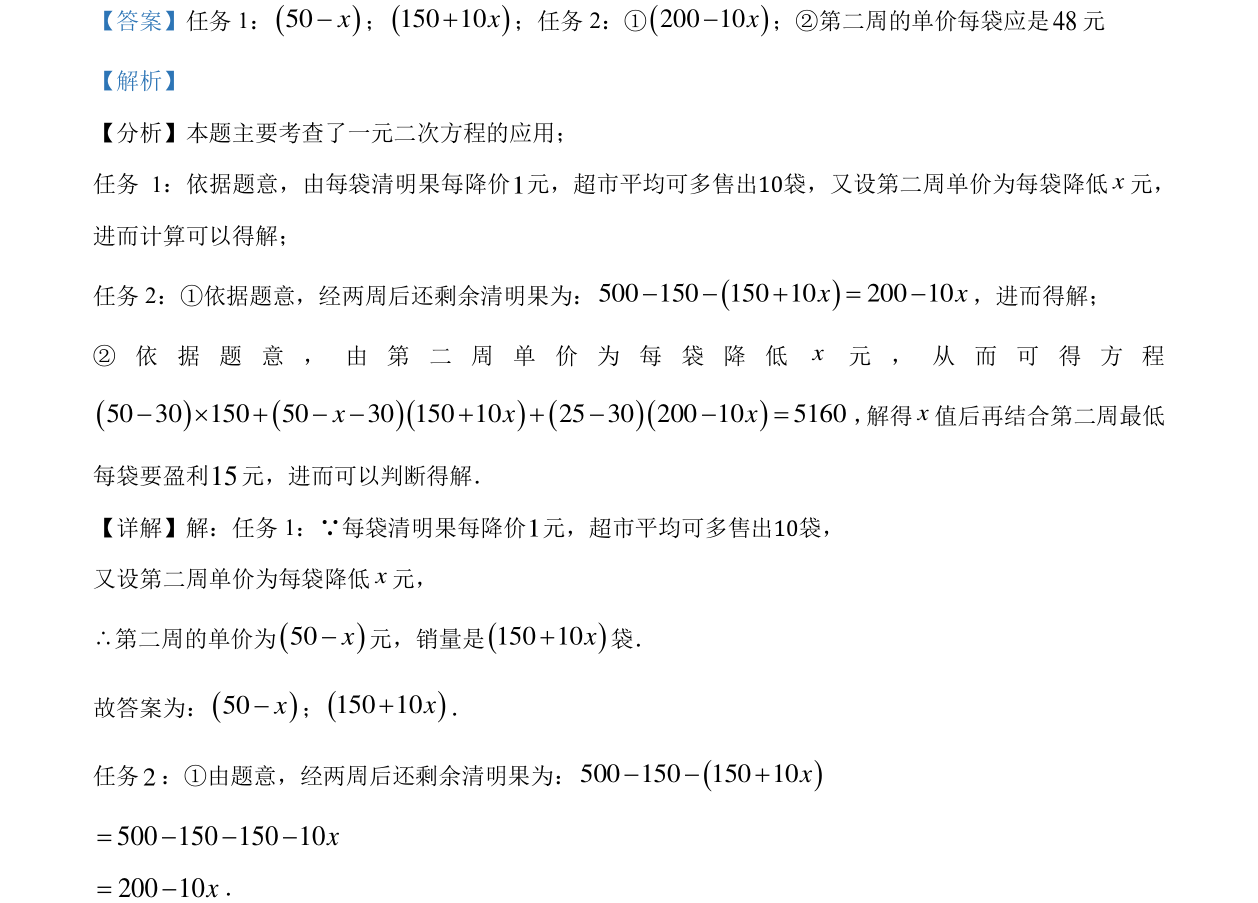 【答案】任务 1：(50－x)；(150+10x)；任务 2：①(200－10x)；②第二周的单价每袋应是 48 元
【解析】
【分析】本题主要考查了一元二次方程的应用；
任务 1：依据题意，由每袋清明果每降价1元，超市平均可多售出10袋，又设第二周单价为每袋降低 x 元，
进而计算可以得解；
任务 2：①依据题意，经两周后还剩余清明果为：500－150－(150+10x)=200－10x，进而得解；
②依据题意，由第二周单价为每袋降低 x 元，从而可得方程
(50－30)×150+(50－x－30)(150+10x)+(25－30)(200－10x)=5160，解得 x 值后再结合第二周最低
每袋要盈利15元，进而可以判断得解．
【详解】解：任务 1：∵每袋清明果每降价1元，超市平均可多售出10袋，
又设第二周单价为每袋降低 x 元，
∴第二周的单价为(50－x)元，销量是(150+10x)袋．
故答案为：(50－x)；(150+10x)．
任务 2：①由题意，经两周后还剩余清明果为：500－150－(150+10x)
=500－150－150－10x
=200－10x．